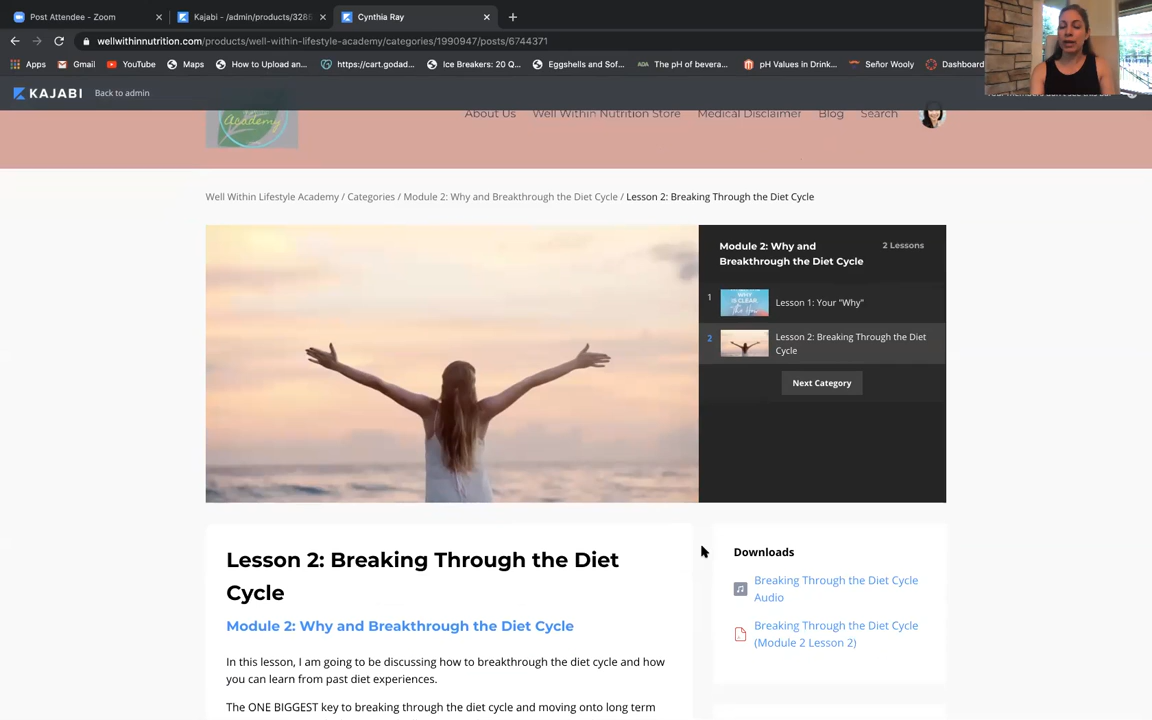 Post Attendee - Zoom
Kajabi - /admin/products/3288
Cynthia Ray
wellwithinnutrition.com/products/well-within-lifestyle-academy/categories/1990947/posts/6744371
Apps Gmail YouTube Maps How to Upload an... https://cart.godad... Ice Breakers: 20 Q... Eggshells and Sof... ADA The pH of bevera... pH Values in Drink... Señor Wooly Dashboard
KAJABI Back to admin
Academy
About Us Well Within Nutrition Store Medical Disclaimer Blog Search
Well Within Lifestyle Academy / Categories / Module 2: Why and Breakthrough the Diet Cycle / Lesson 2: Breaking Through the Diet Cycle
Module 2: Why and
Breakthrough the Diet Cycle
2 Lessons
1
WHY
IS CLEAR
The How
Lesson 1: Your "Why"
2
Lesson 2: Breaking Through the Diet
Cycle
Next Category
Lesson 2: Breaking Through the Diet
Cycle
Module 2: Why and Breakthrough the Diet Cycle
In this lesson, I am going to be discussing how to breakthrough the diet cycle and how
you can learn from past diet experiences.
The ONE BIGGEST key to breaking through the diet cycle and moving onto long term
Downloads
Breaking Through the Diet Cycle
Audio
Breaking Through the Diet Cycle
(Module 2 Lesson 2)